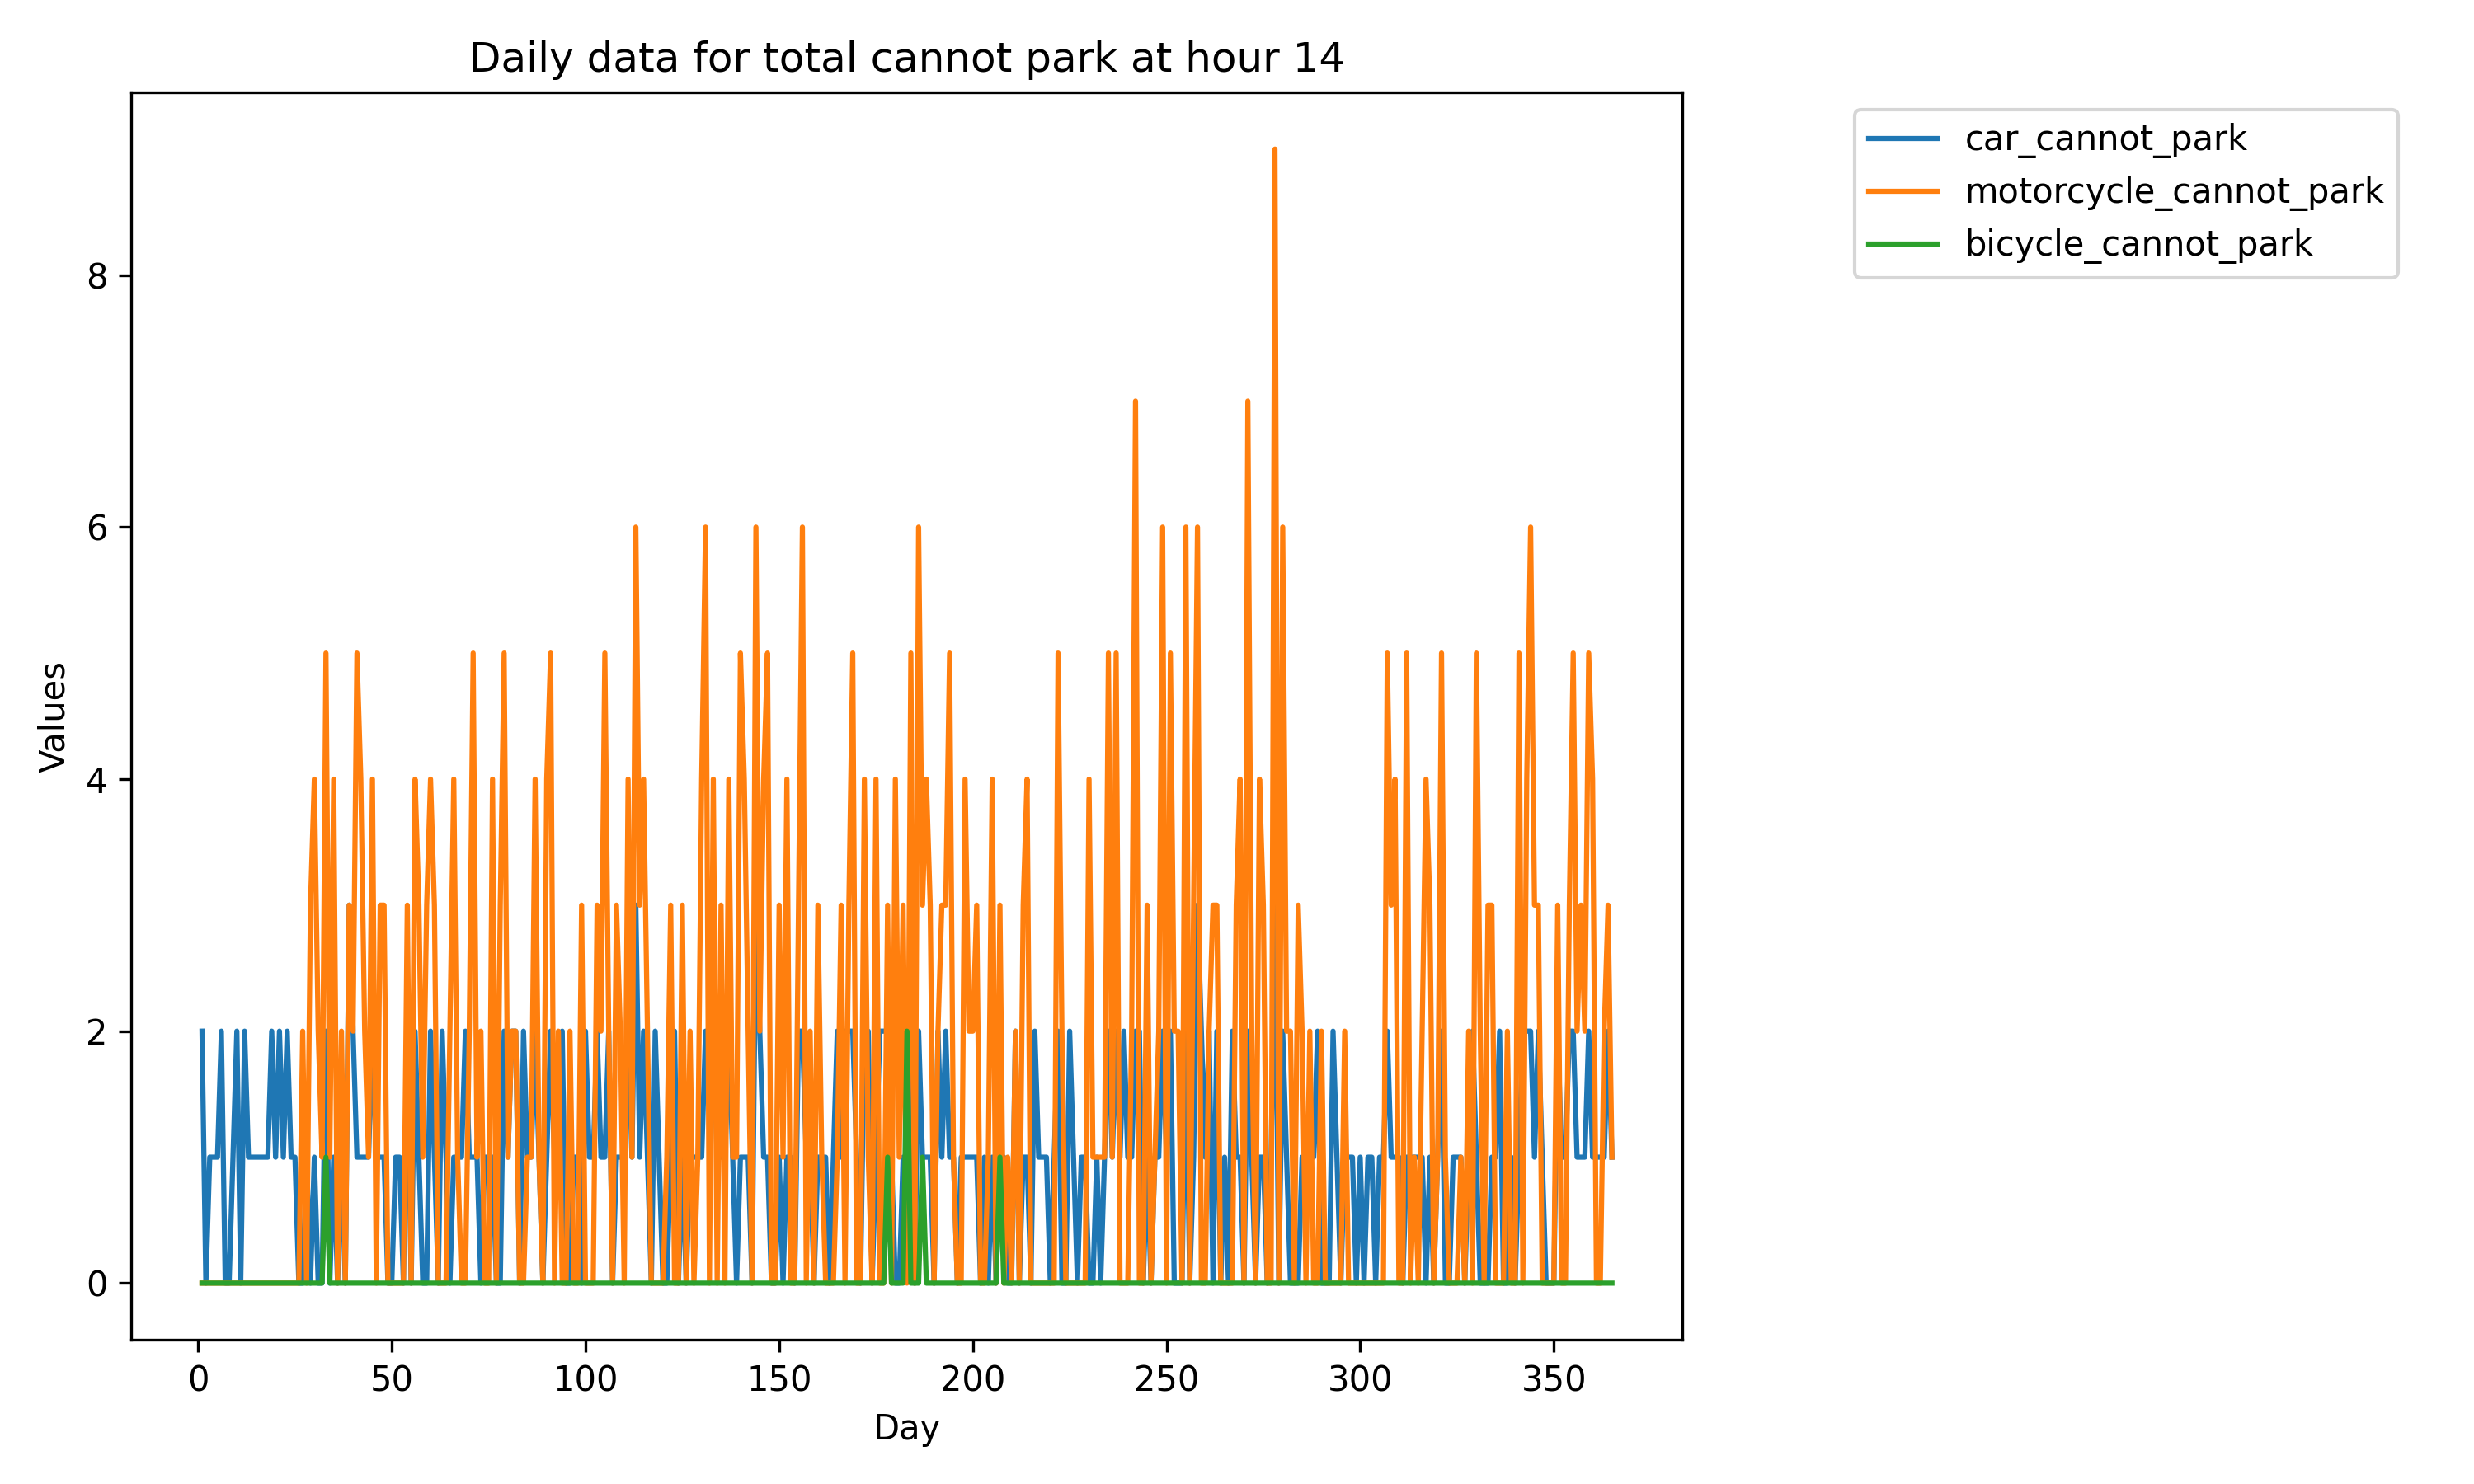 Daily data for total cannot park at hour 14
car_cannot_park
motorcycle_cannot_park
bicycle_cannot_park
Values
8
6
4
2
0
0 50 100 150 200 250 300 350
Day